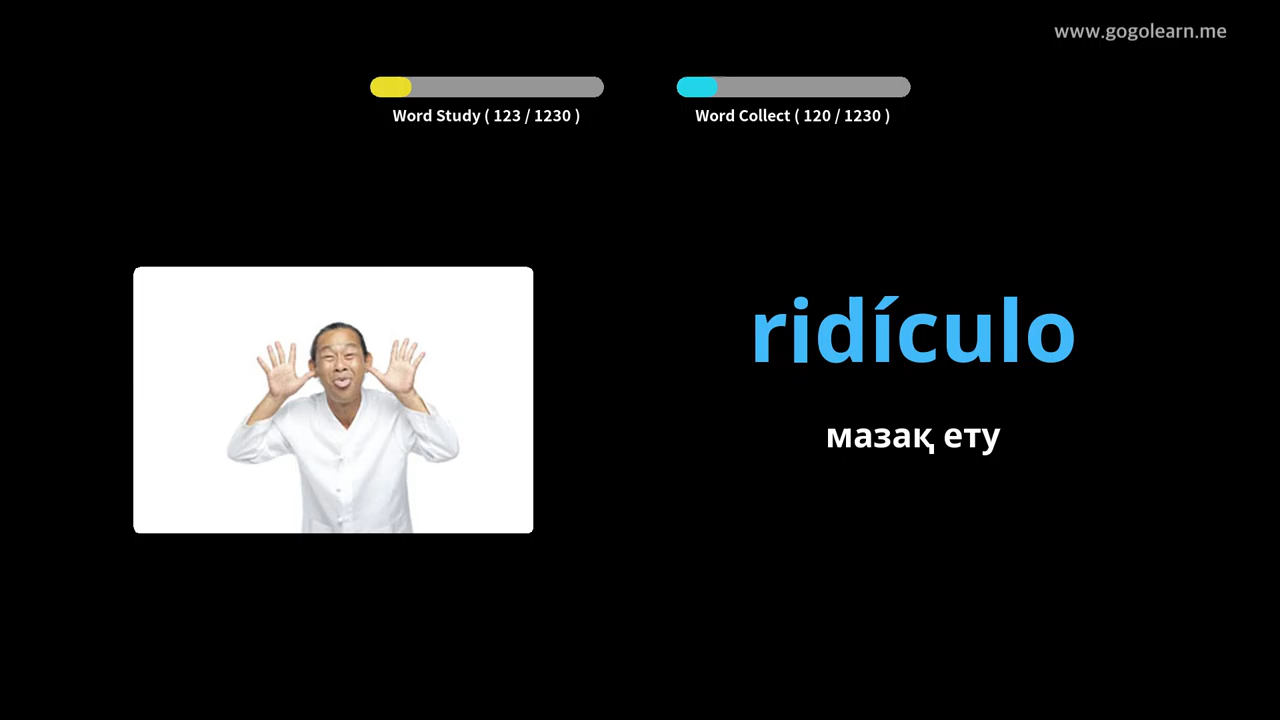 www.gogolearn.me
Word Study ( 123 / 1230 )
Word Collect ( 120 / 1230 )
ridículo
мазақ ету